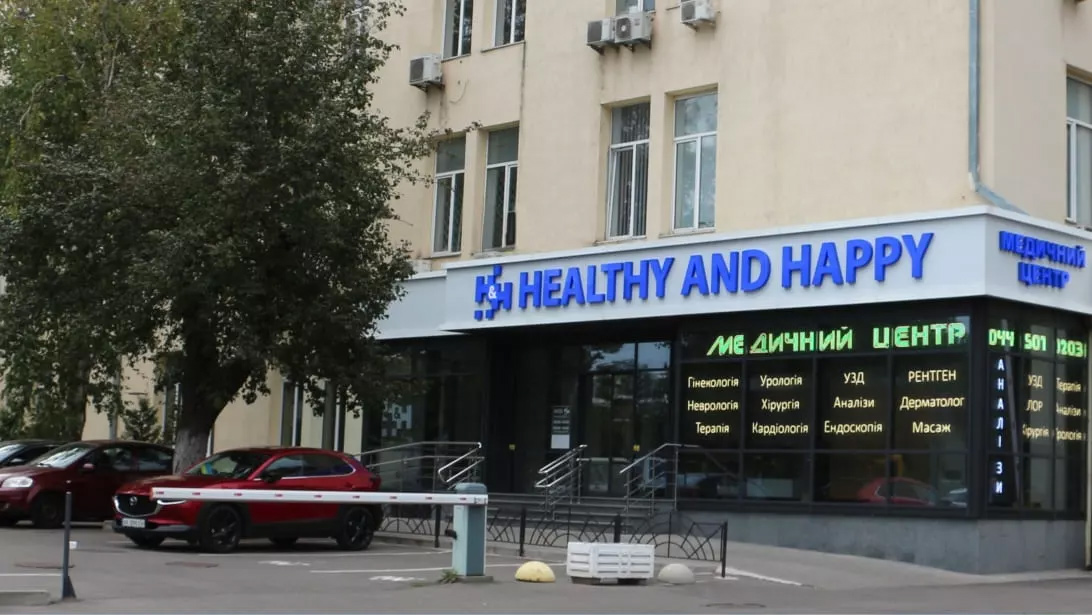 H&H HEALTHY AND HAPPY
МЕДИЧНИЙ ЦЕНТР
МЕДИЧНИЙ ЦЕНТР
044 501 0203
Гінекологія Урологія УЗД РЕНТГЕН
Неврологія Хірургія Аналізи Дерматолог
Терапія Кардіологія Ендоскопія Масаж
АНАЛІЗИ
УЗД Терапія
ЛОР
Хірургія
H&H